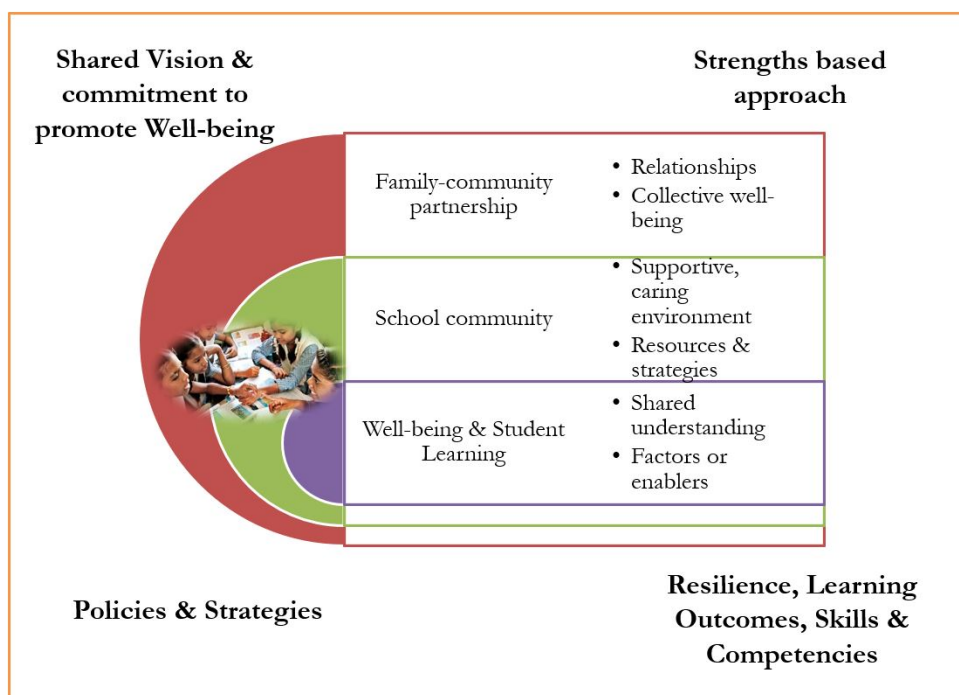 Shared Vision &
commitment to
promote Well-being
Strengths based
approach
Family-community
partnership
• Relationships
• Collective well-
being
School community
• Supportive,
caring
environment
• Resources &
strategies
Well-being & Student
Learning
• Shared
understanding
• Factors or
enablers
Policies & Strategies
Resilience, Learning
Outcomes, Skills &
Competencies